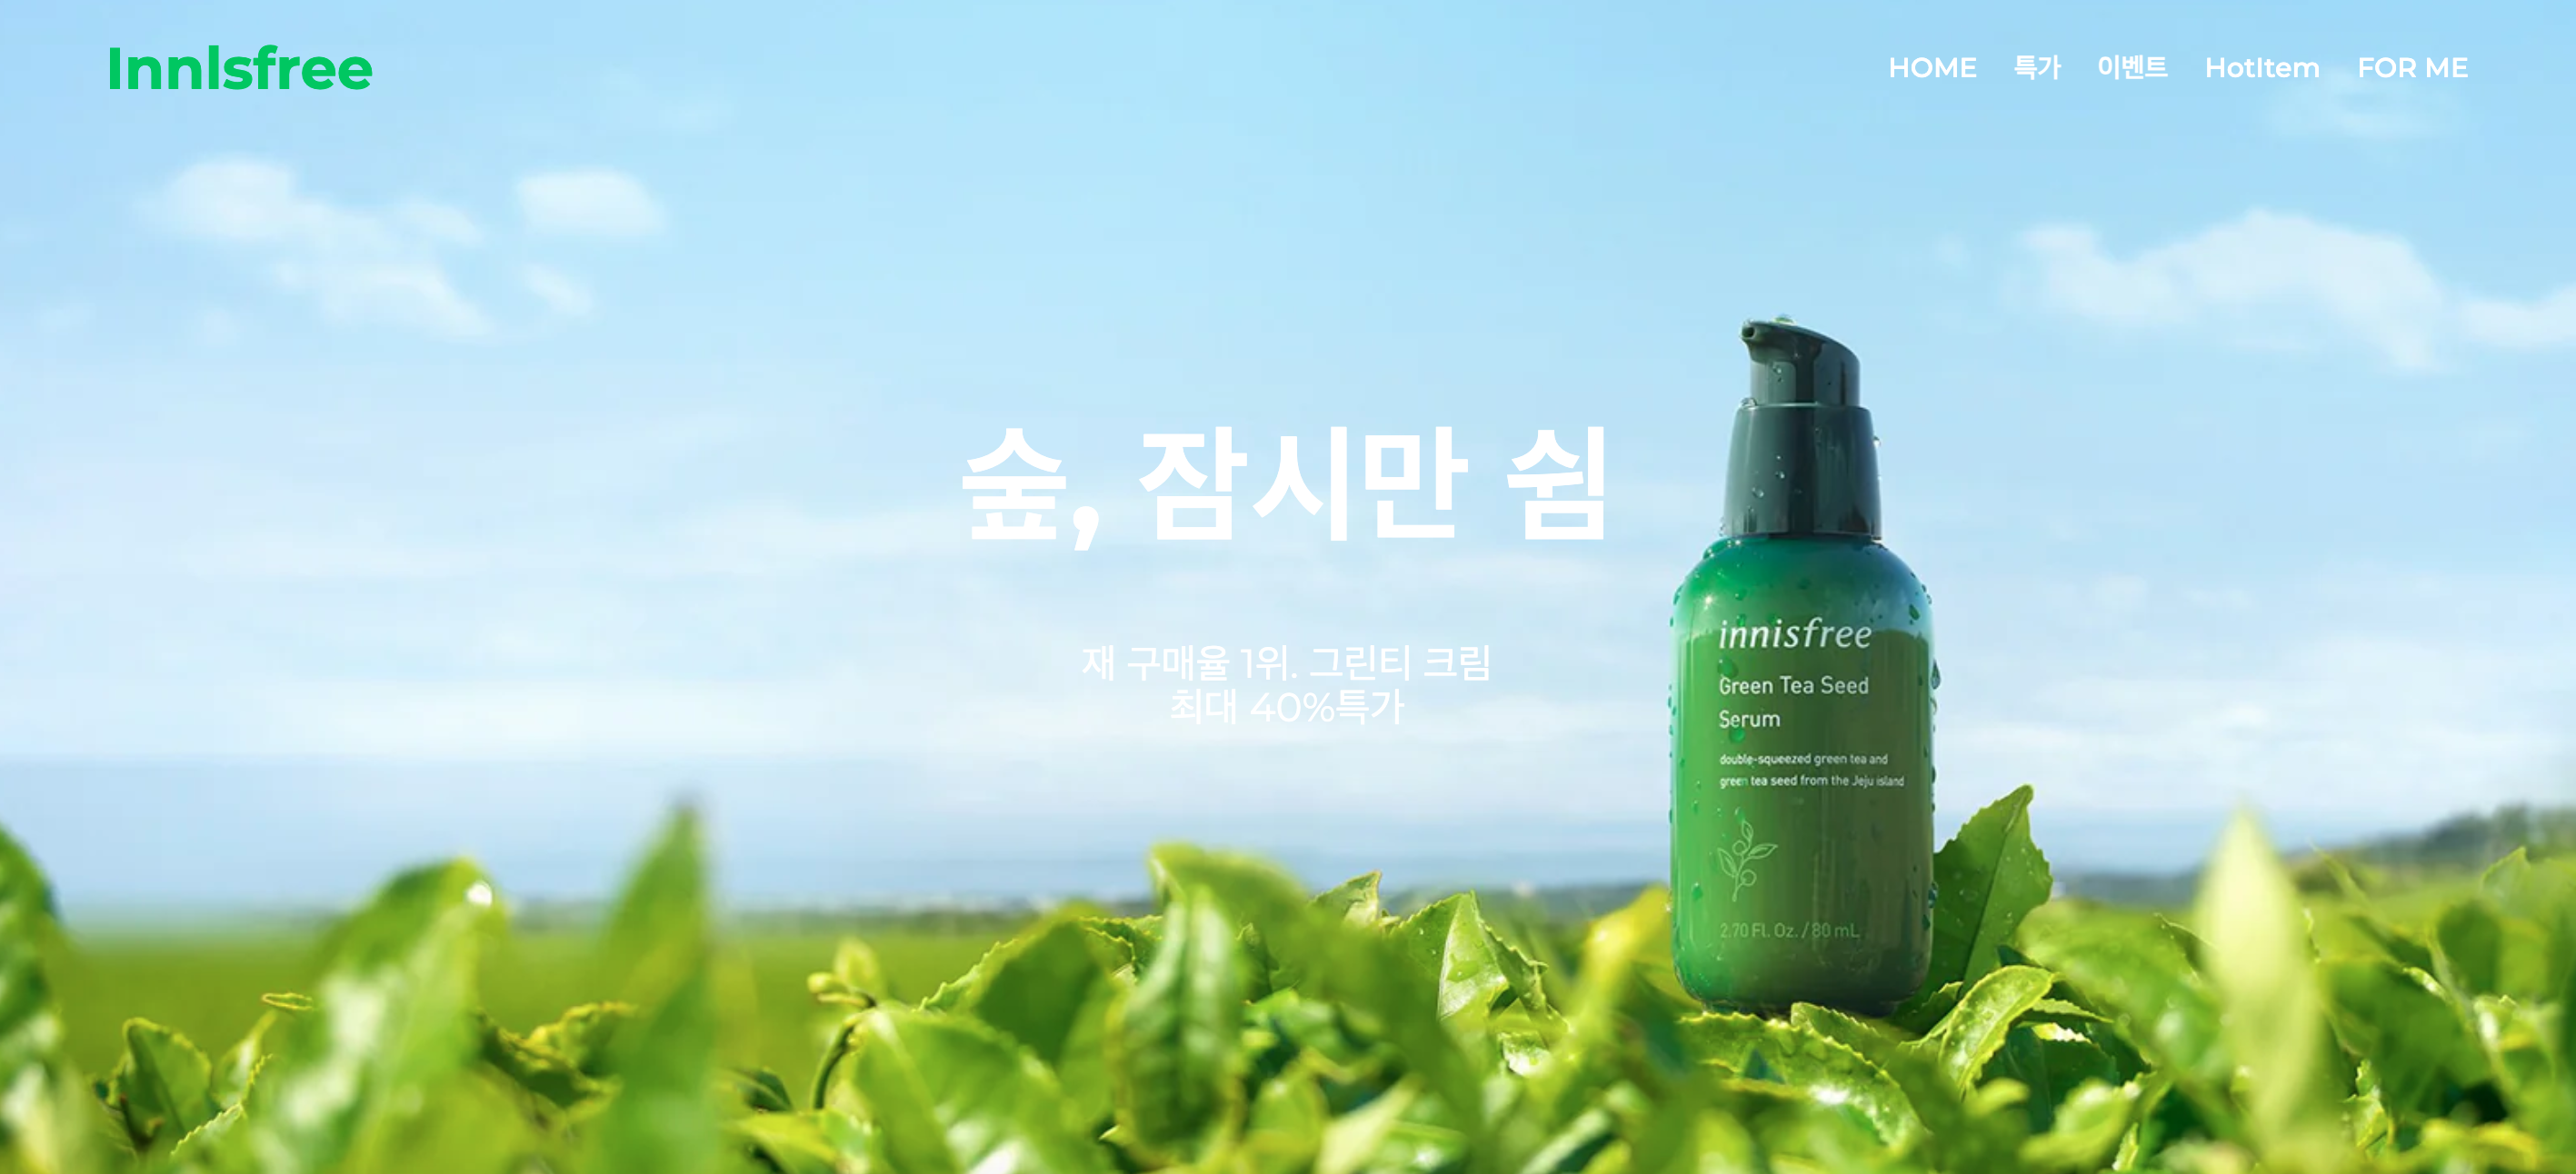 InnIsfree
HOME 특가 이벤트 HotItem FOR ME
숲, 잠시만 쉼
재 구매율 1위. 그린티 크림
최대 40%특가
innisfree
Green Tea Seed
Serum
double-squeezed green tea and
green tea seed from the Jeju island
2.70 Fl. Oz. / 80 mL